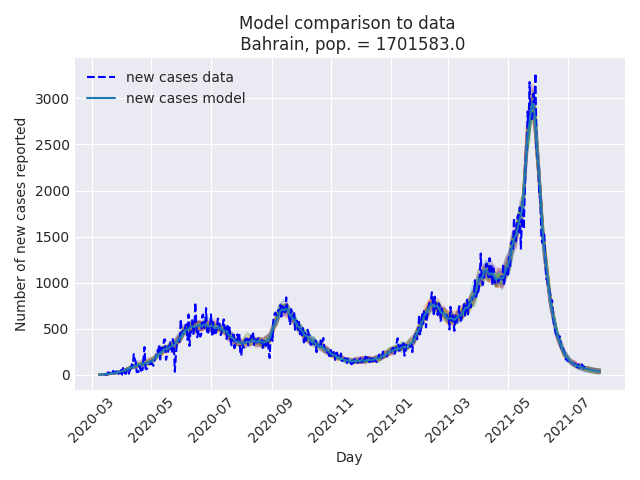 Model comparison to data
Bahrain, pop. = 1701583.0
new cases data
new cases model
Number of new cases reported
3000
2500
2000
1500
1000
500
0
2020-03
2020-05
2020-07
2020-09
2020-11
2021-01
2021-03
2021-05
2021-07
Day